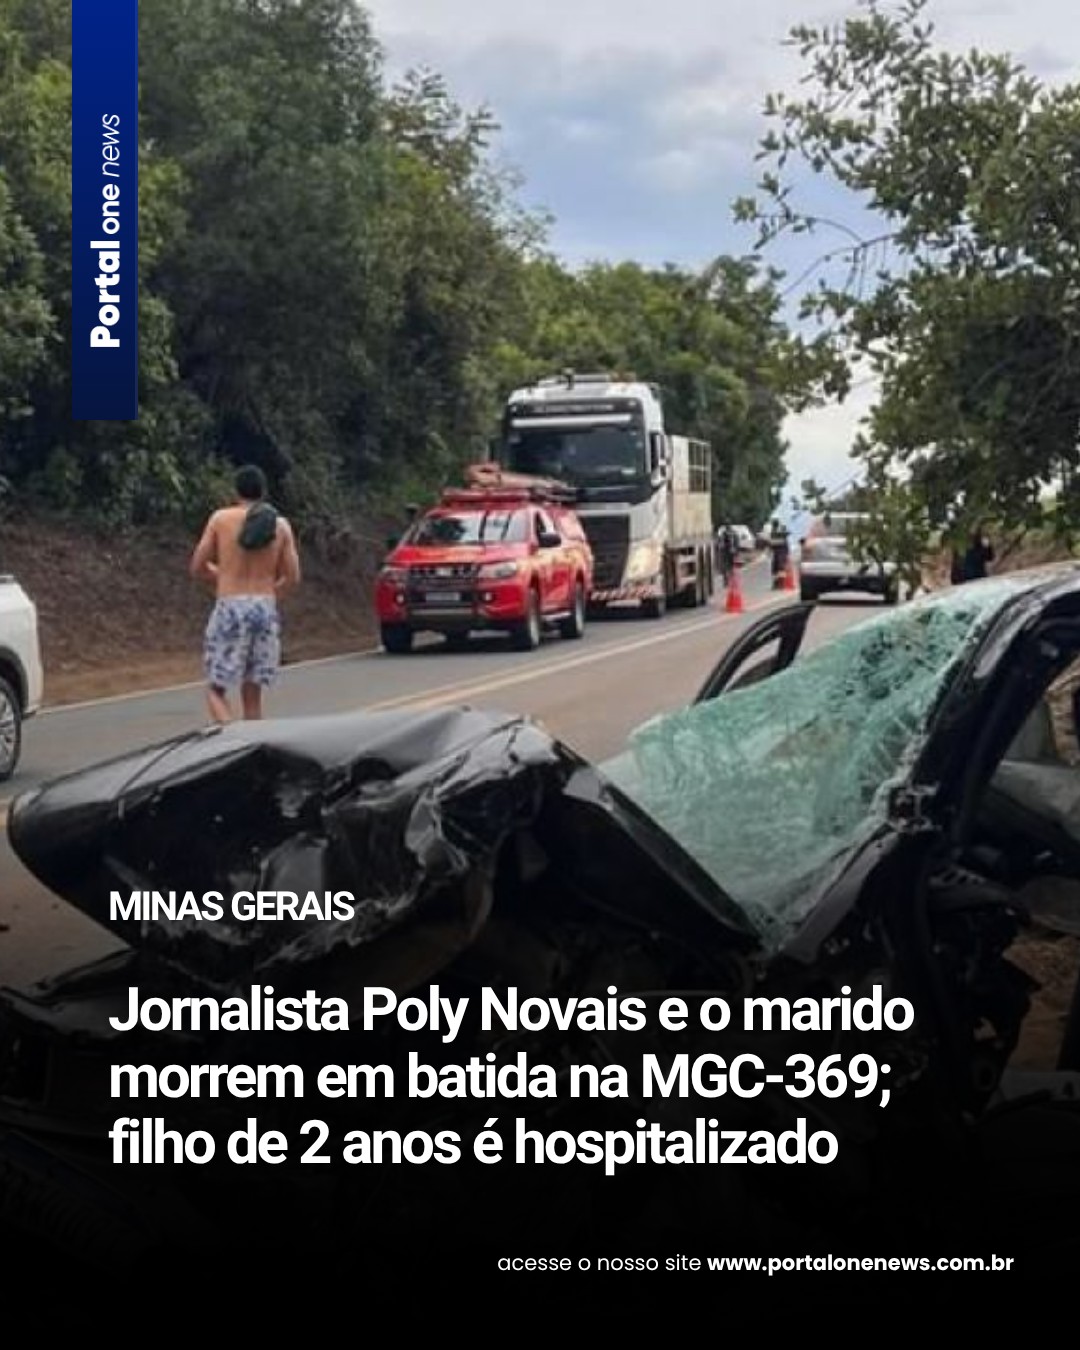 Portal one news
MINAS GERAIS
Jornalista Poly Novais e o marido
morrem em batida na MGC-369;
filho de 2 anos é hospitalizado
acesse o nosso site www.portalonenews.com.br